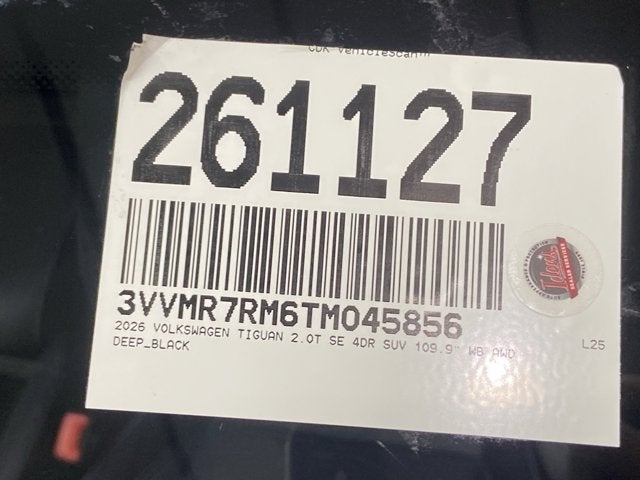 CDK VehicleScan
261127
3VVMR7RM6TM045856
2026 VOLKSWAGEN TIGUAN 2.0T SE 4DR SUV 109.9" WB AWD
DEEP_BLACK
L25